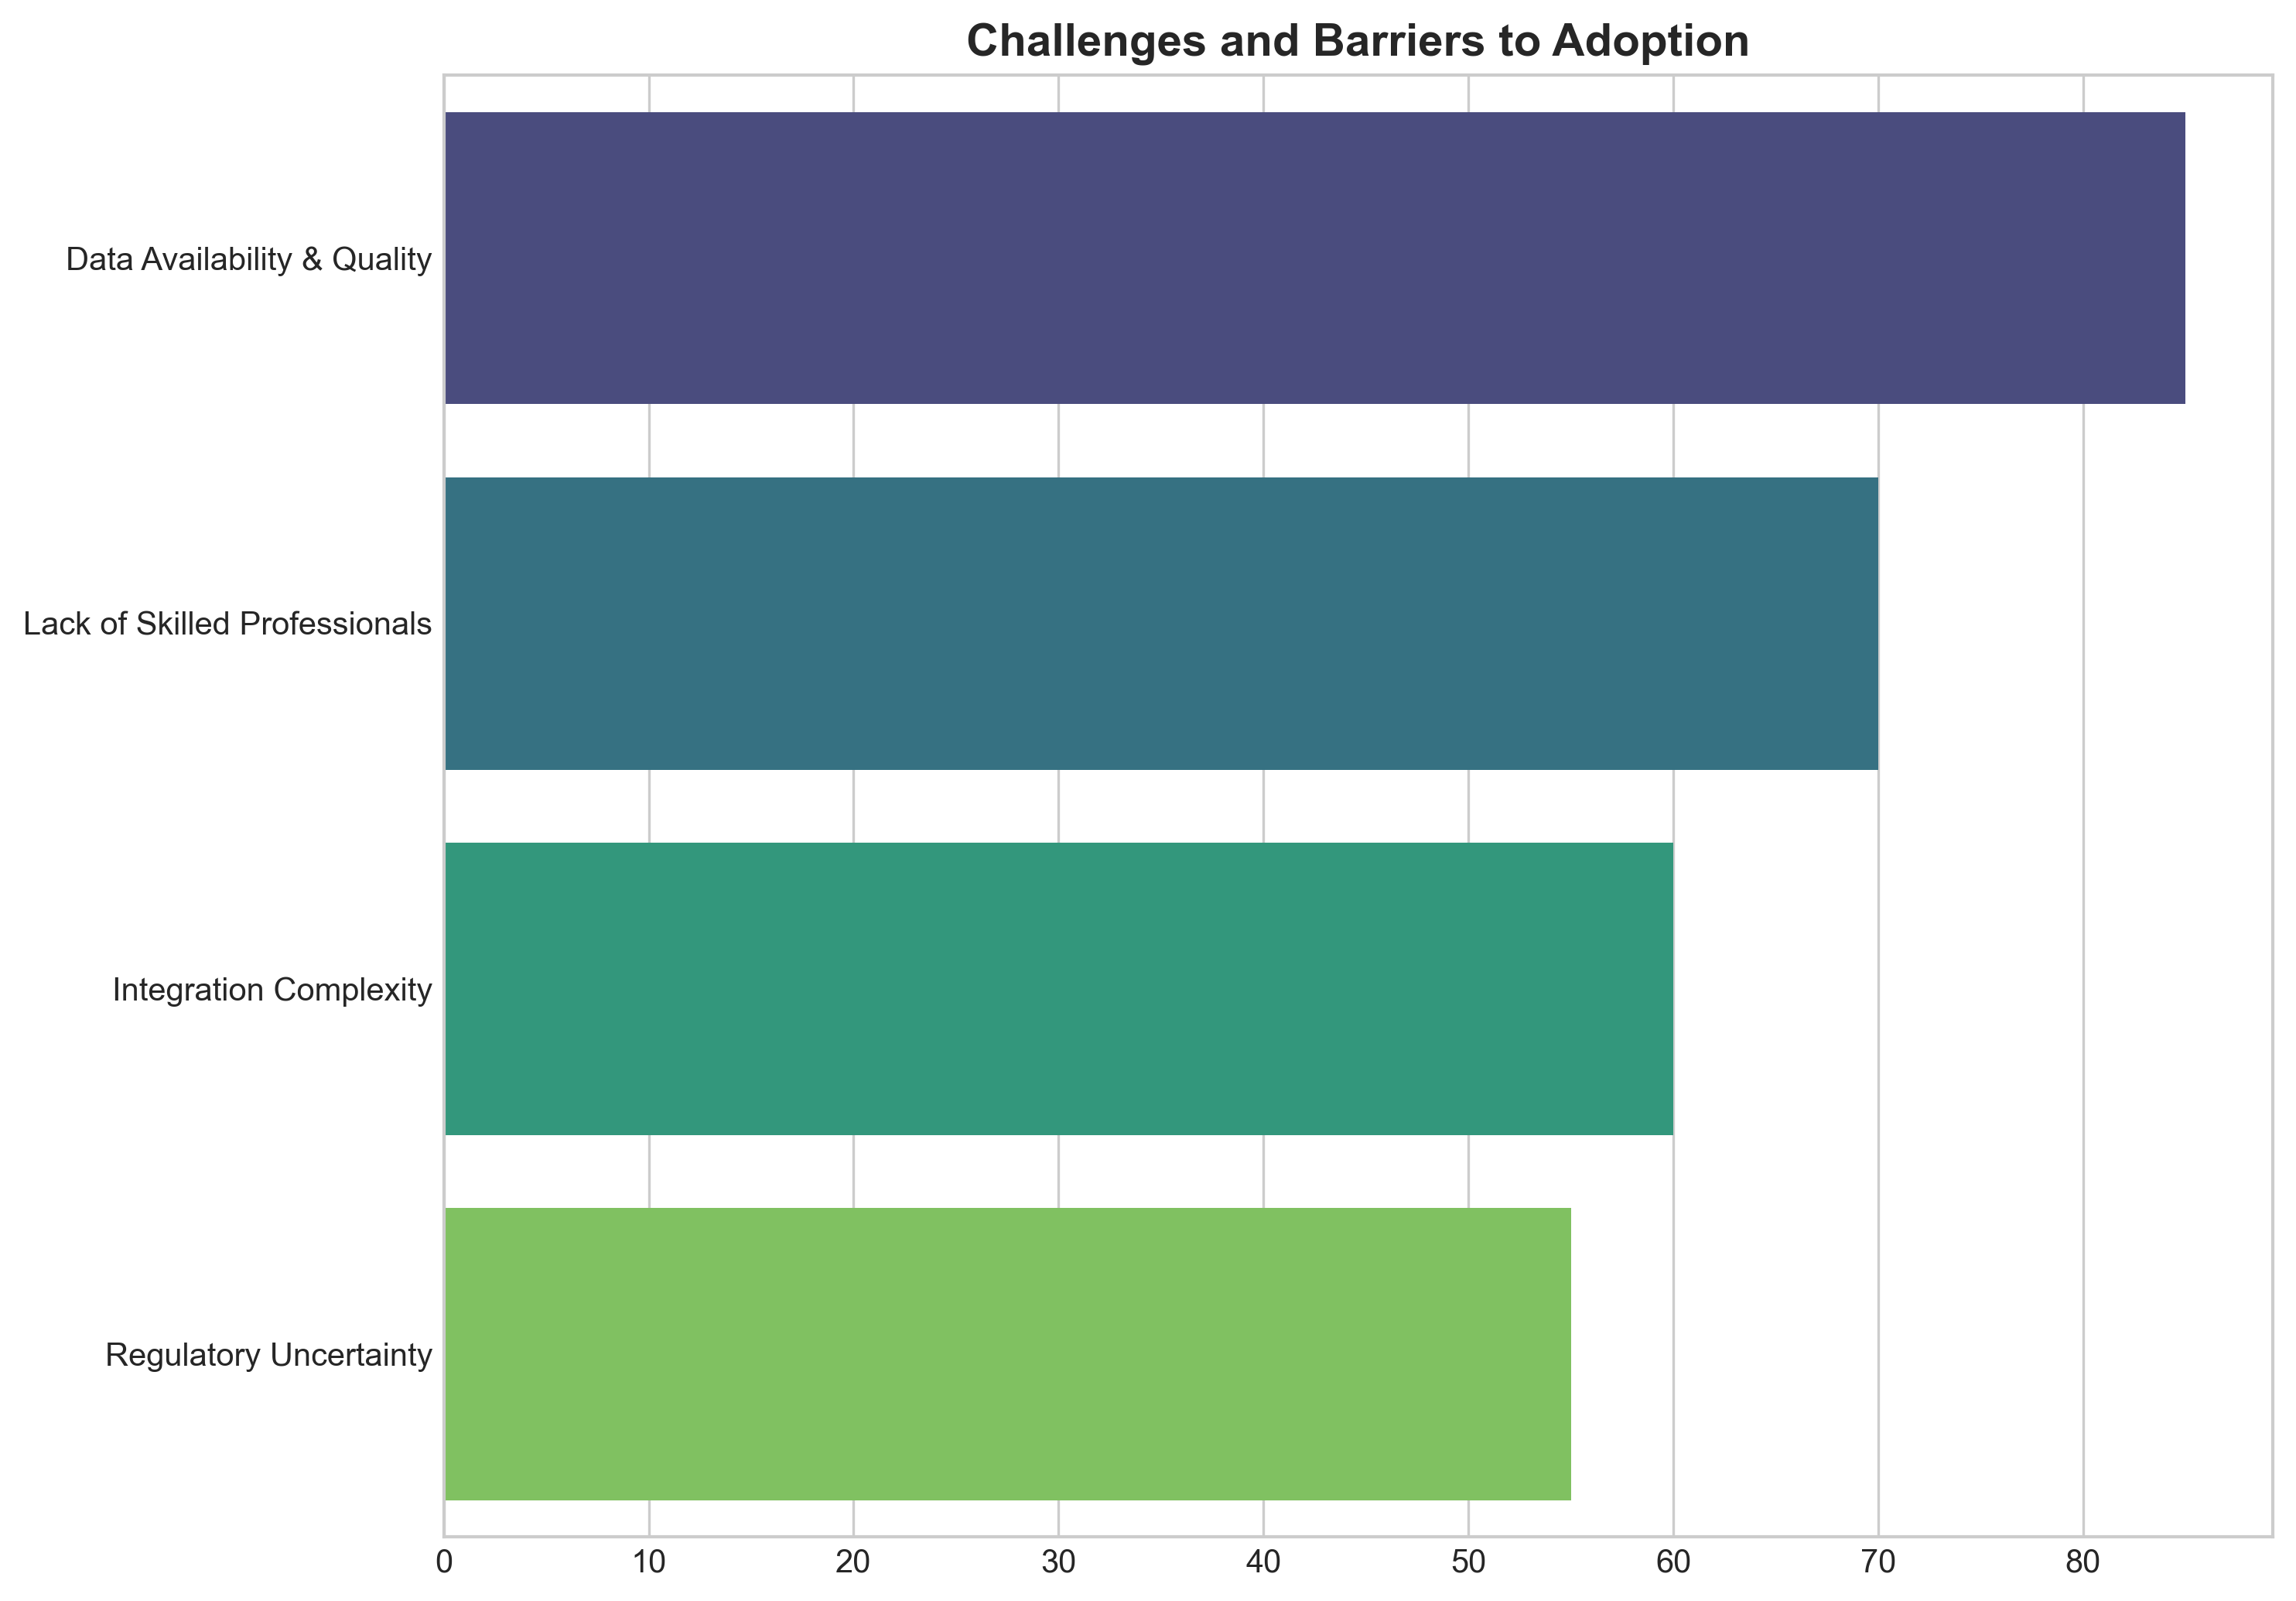 Challenges and Barriers to Adoption
Data Availability & Quality
Lack of Skilled Professionals
Integration Complexity
Regulatory Uncertainty
0 10 20 30 40 50 60 70 80